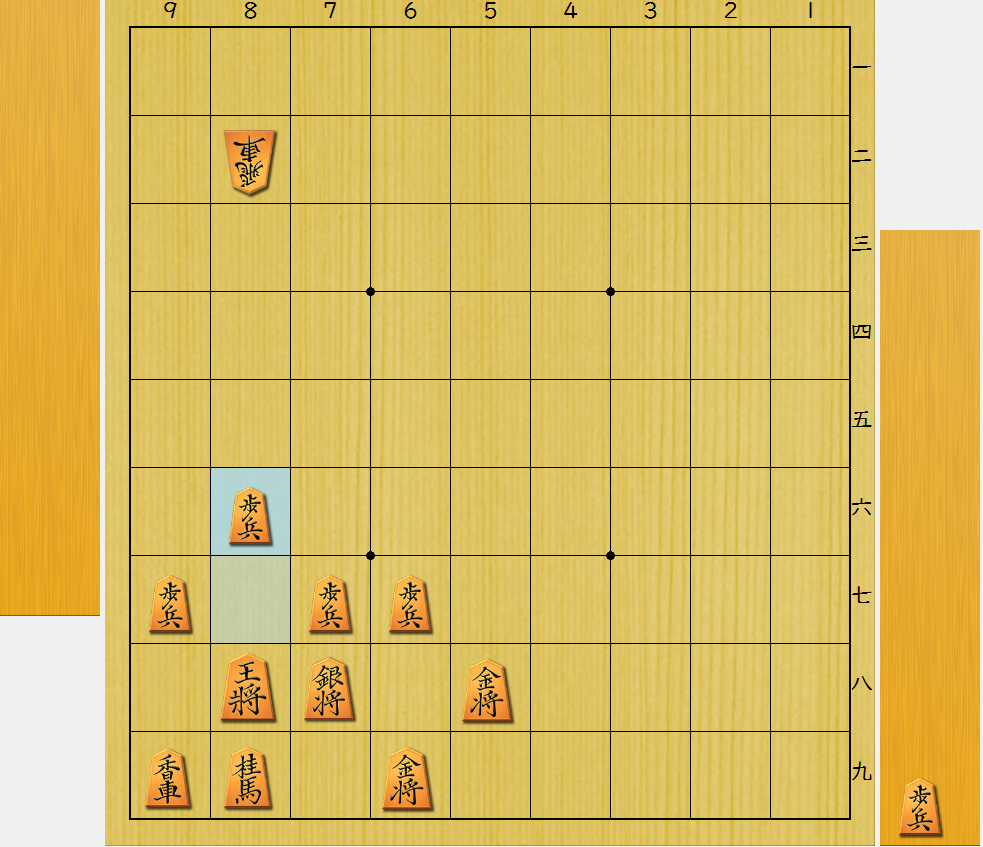 9 8 7 6 5 4 3 2 1
一
飛車
二
三
四
五
歩兵
六
歩兵 歩兵 歩兵
七
王将 銀将 金将
八
香車 桂馬 金将
九
歩兵